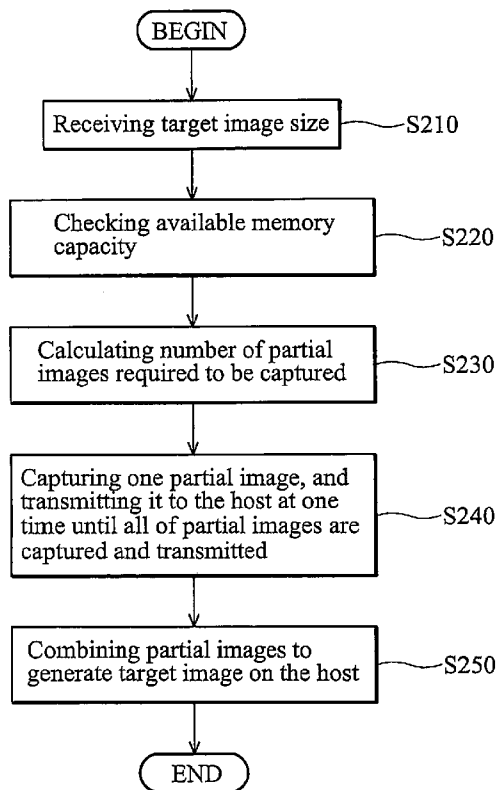 BEGIN
Receiving target image size
S210
Checking available memory
capacity
S220
Calculating number of partial
images required to be captured
S230
Capturing one partial image, and
transmitting it to the host at one
time until all of partial images are
captured and transmitted
S240
Combining partial images to
generate target image on the host
S250
END